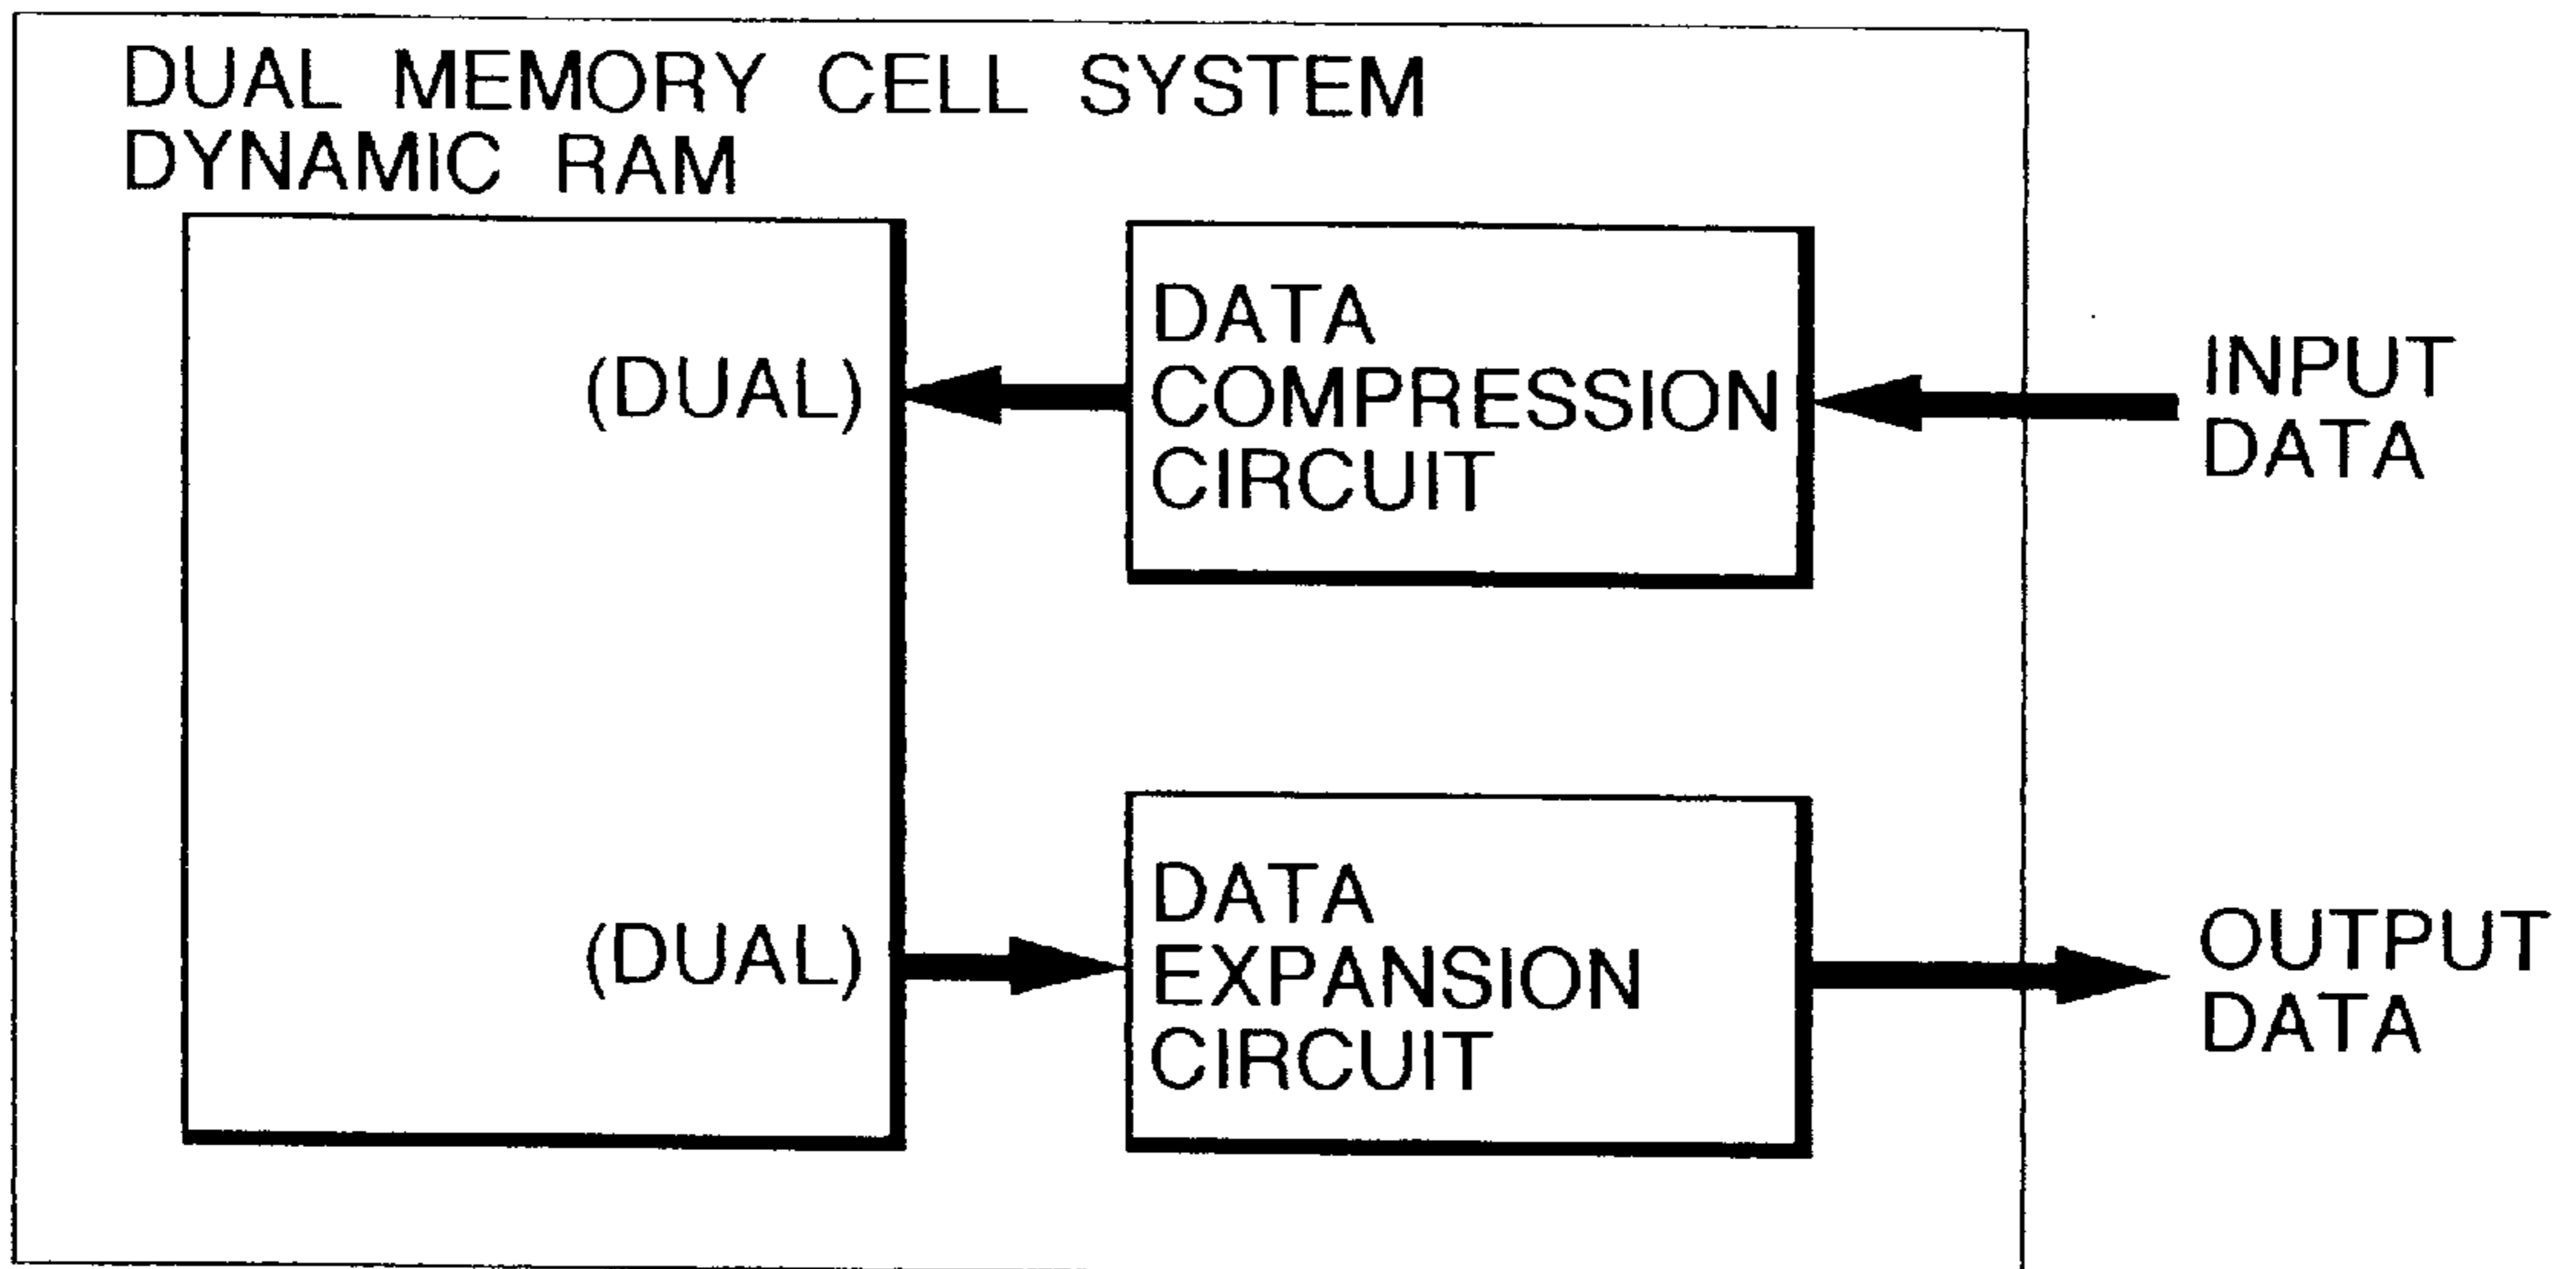 DUAL MEMORY CELL SYSTEM
DYNAMIC RAM
(DUAL)
DATA
COMPRESSION
CIRCUIT
INPUT
DATA
(DUAL)
DATA
EXPANSION
CIRCUIT
OUTPUT
DATA